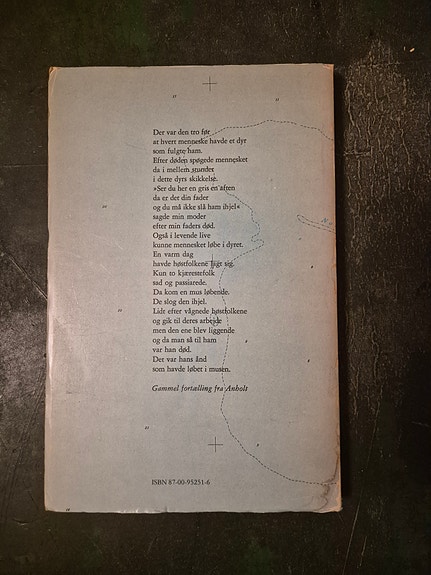 Der var den tro før
at hvert menneske havde et dyr
som fulgte ham.
Efter døden spøgede mennesket
da i mellem stunder
i dette dyrs skikkelse.
»Ser du her en gris en aften
da er det din fader
og du må ikke slå ham ihjel«
sagde min moder
efter min faders død.
Også i levende live
kunne mennesket løbe i dyret.
En varm dag
havde høstfolkene lagt sig.
Kun to kjærestefolk
sad og passiarede.
Da kom en mus løbende.
De slog den ihjel.
Lidt efter vågnede høstfolkene
og gik til deres arbejde
men den ene blev liggende
og da man så til ham
var han død.
Det var hans ånd
som havde løbet i musen.
Gammel fortælling fra Anholt
ISBN 87-00-95251-6